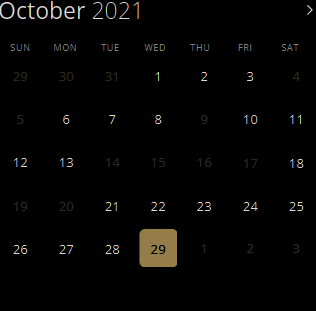 October 2021
SUN MON TUE WED THU FRI SAT
29 30 31 1 2 3 4
5 6 7 8 9 10 11
12 13 14 15 16 17 18
19 20 21 22 23 24 25
26 27 28 29 1 2 3